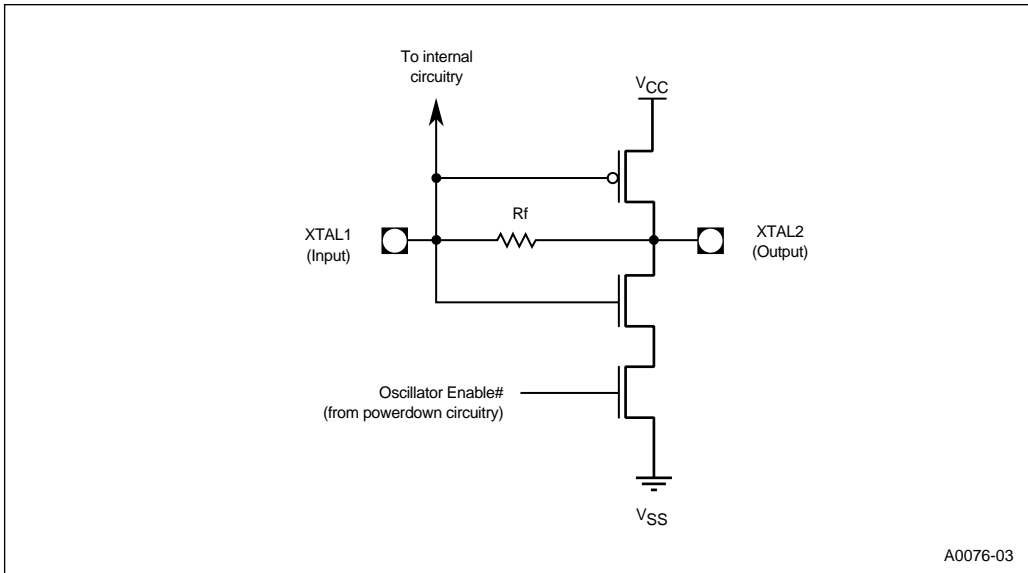 To internal
circuitry
VCC
Rf
XTAL1
(Input)
XTAL2
(Output)
Oscillator Enable#
(from powerdown circuitry)
VSS
A0076-03